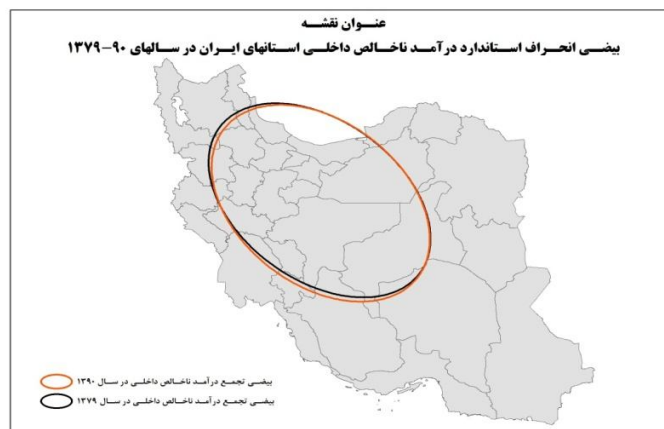 عنوان نقشه
بیضی انحراف استاندارد درآمد ناخالص داخلی استانهای ایران در سالهای ۹۰-۱۳۷۹
بیضی تجمع درآمد ناخالص داخلی در سال ۱۳۹۰
بیضی تجمع درآمد ناخالص داخلی در سال ۱۳۷۹